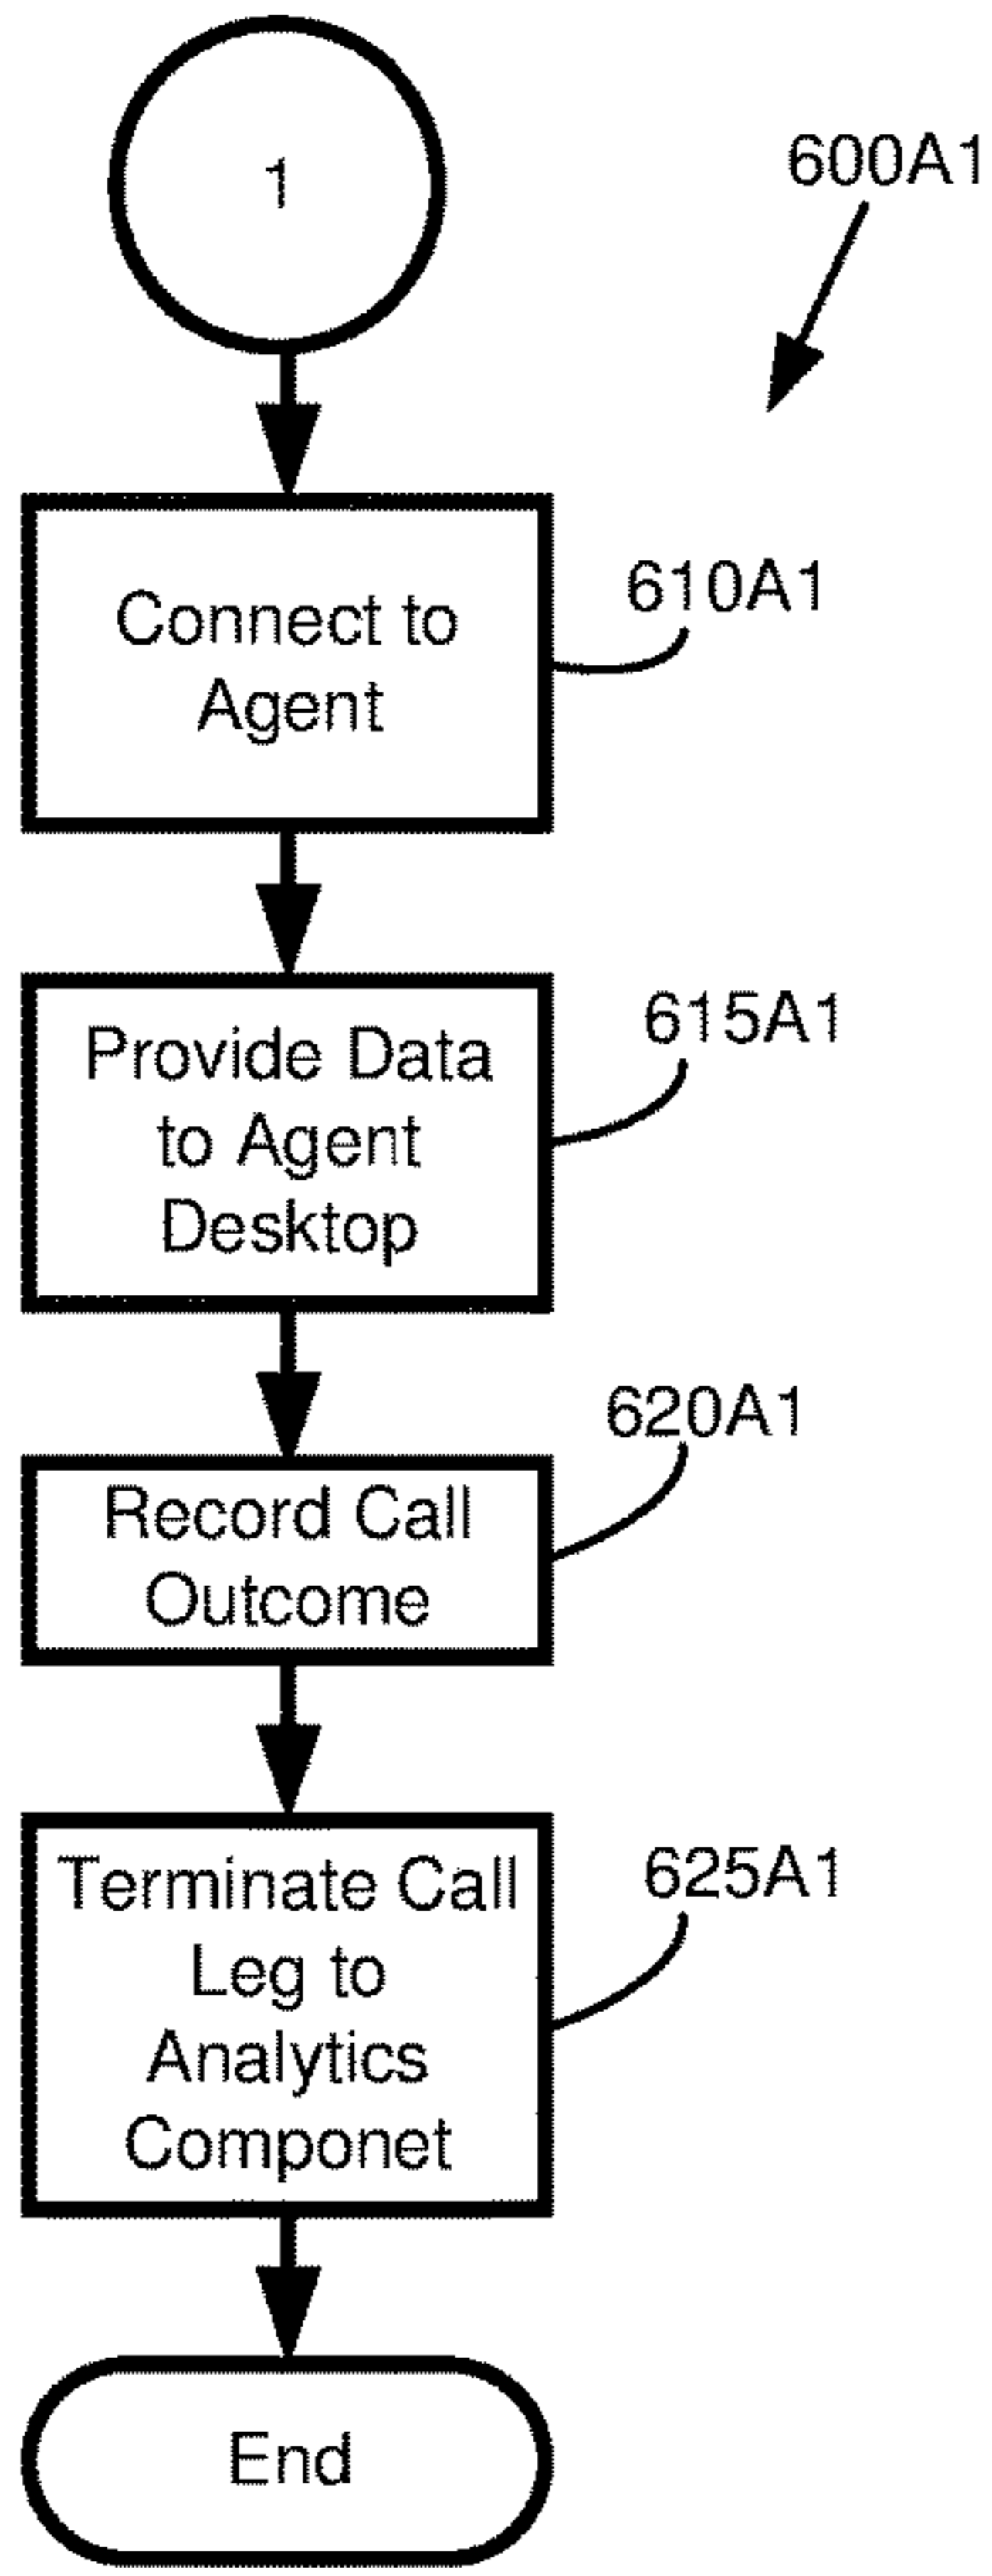 1
600A1
Connect to
Agent
610A1
Provide Data
to Agent
Desktop
615A1
Record Call
Outcome
620A1
Terminate Call
Leg to
Analytics
Componet
625A1
End